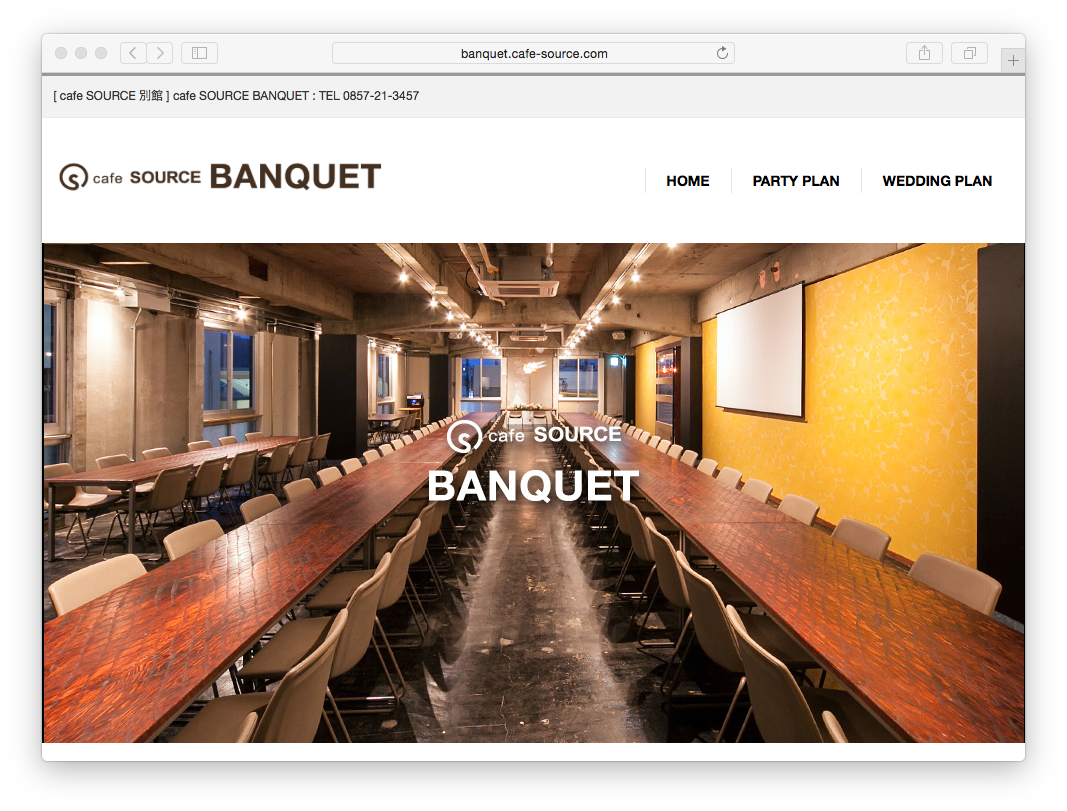 banquet.cafe-source.com
[ cafe SOURCE 別館 ] cafe SOURCE BANQUET : TEL 0857-21-3457
cafe SOURCE BANQUET
HOME
PARTY PLAN
WEDDING PLAN
cafe SOURCE
BANQUET